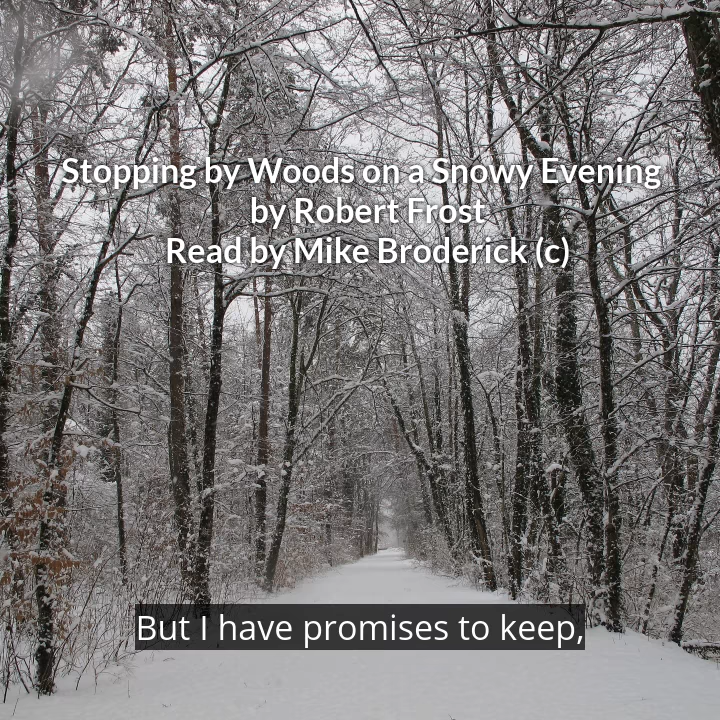 Stopping by Woods on a Snowy Evening
by Robert Frost
Read by Mike Broderick (c)
But I have promises to keep,